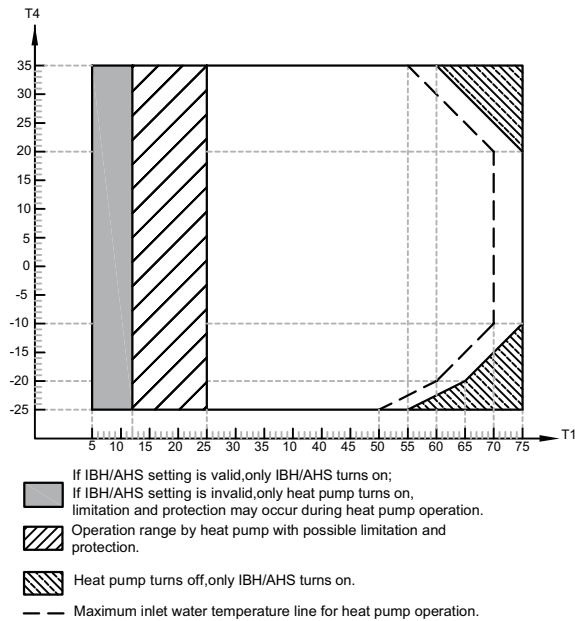 T4
35
30
25
20
15
10
5
0
-5
-10
-15
-20
-25
5 12 15 20 25 30 35 40 10 45 50 55 60 65 70 75
T1
If IBH/AHS setting is valid,only IBH/AHS turns on;
If IBH/AHS setting is invalid,only heat pump turns on,
limitation and protection may occur during heat pump operation.
Operation range by heat pump with possible limitation and
protection.
Heat pump turns off,only IBH/AHS turns on.
Maximum inlet water temperature line for heat pump operation.